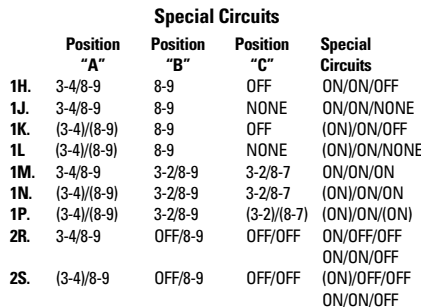 Special Circuits
Position Position Position Special
"A" "B" "C" Circuits
1H. 3-4/8-9 8-9 OFF ON/ON/OFF
1J. 3-4/8-9 8-9 NONE ON/ON/NONE
1K. (3-4)/(8-9) 8-9 OFF (ON)/ON/OFF
1L (3-4)/(8-9) 8-9 NONE (ON)/ON/NONE
1M. 3-4/8-9 3-2/8-9 3-2/8-7 ON/ON/ON
1N. (3-4)/(8-9) 3-2/8-9 3-2/8-7 (ON)/ON/ON
1P. (3-4)/(8-9) 3-2/8-9 (3-2)/(8-7) (ON)/ON/(ON)
2R. 3-4/8-9 OFF/8-9 OFF/OFF ON/OFF/OFF
ON/ON/OFF
2S. (3-4)/8-9 OFF/8-9 OFF/OFF (ON)/OFF/OFF
ON/ON/OFF